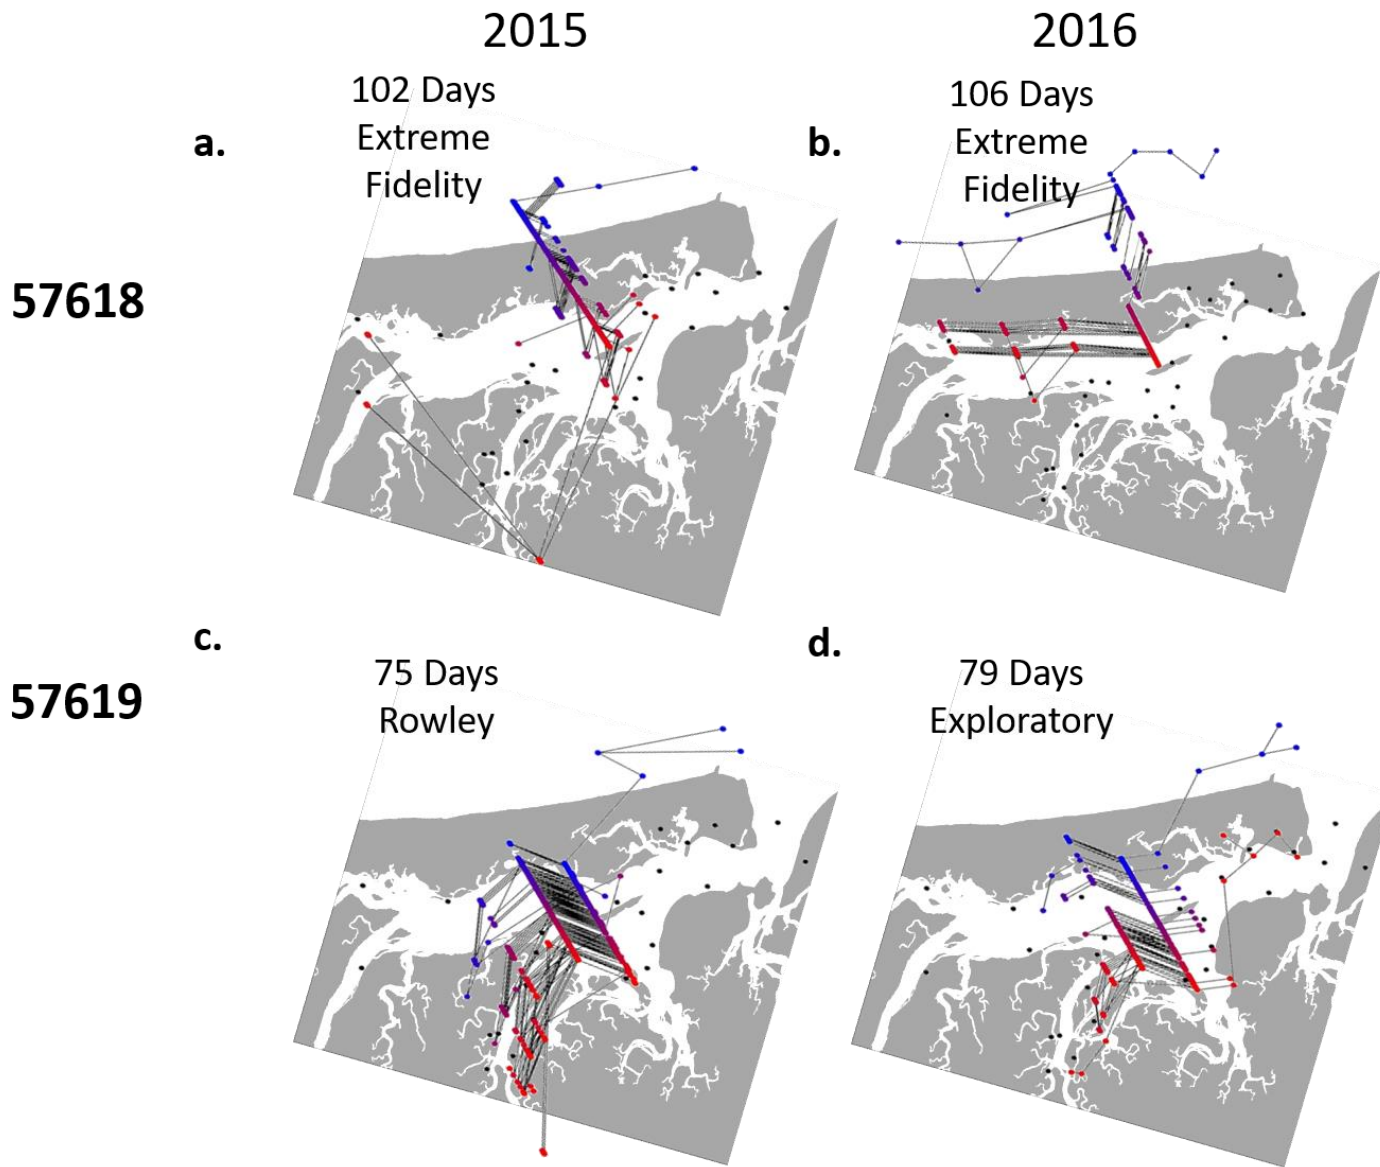 2015
2016
102 Days
Extreme
Fidelity
106 Days
Extreme
Fidelity
a.
b.
57618
c.
d.
75 Days
Rowley
79 Days
Exploratory
57619